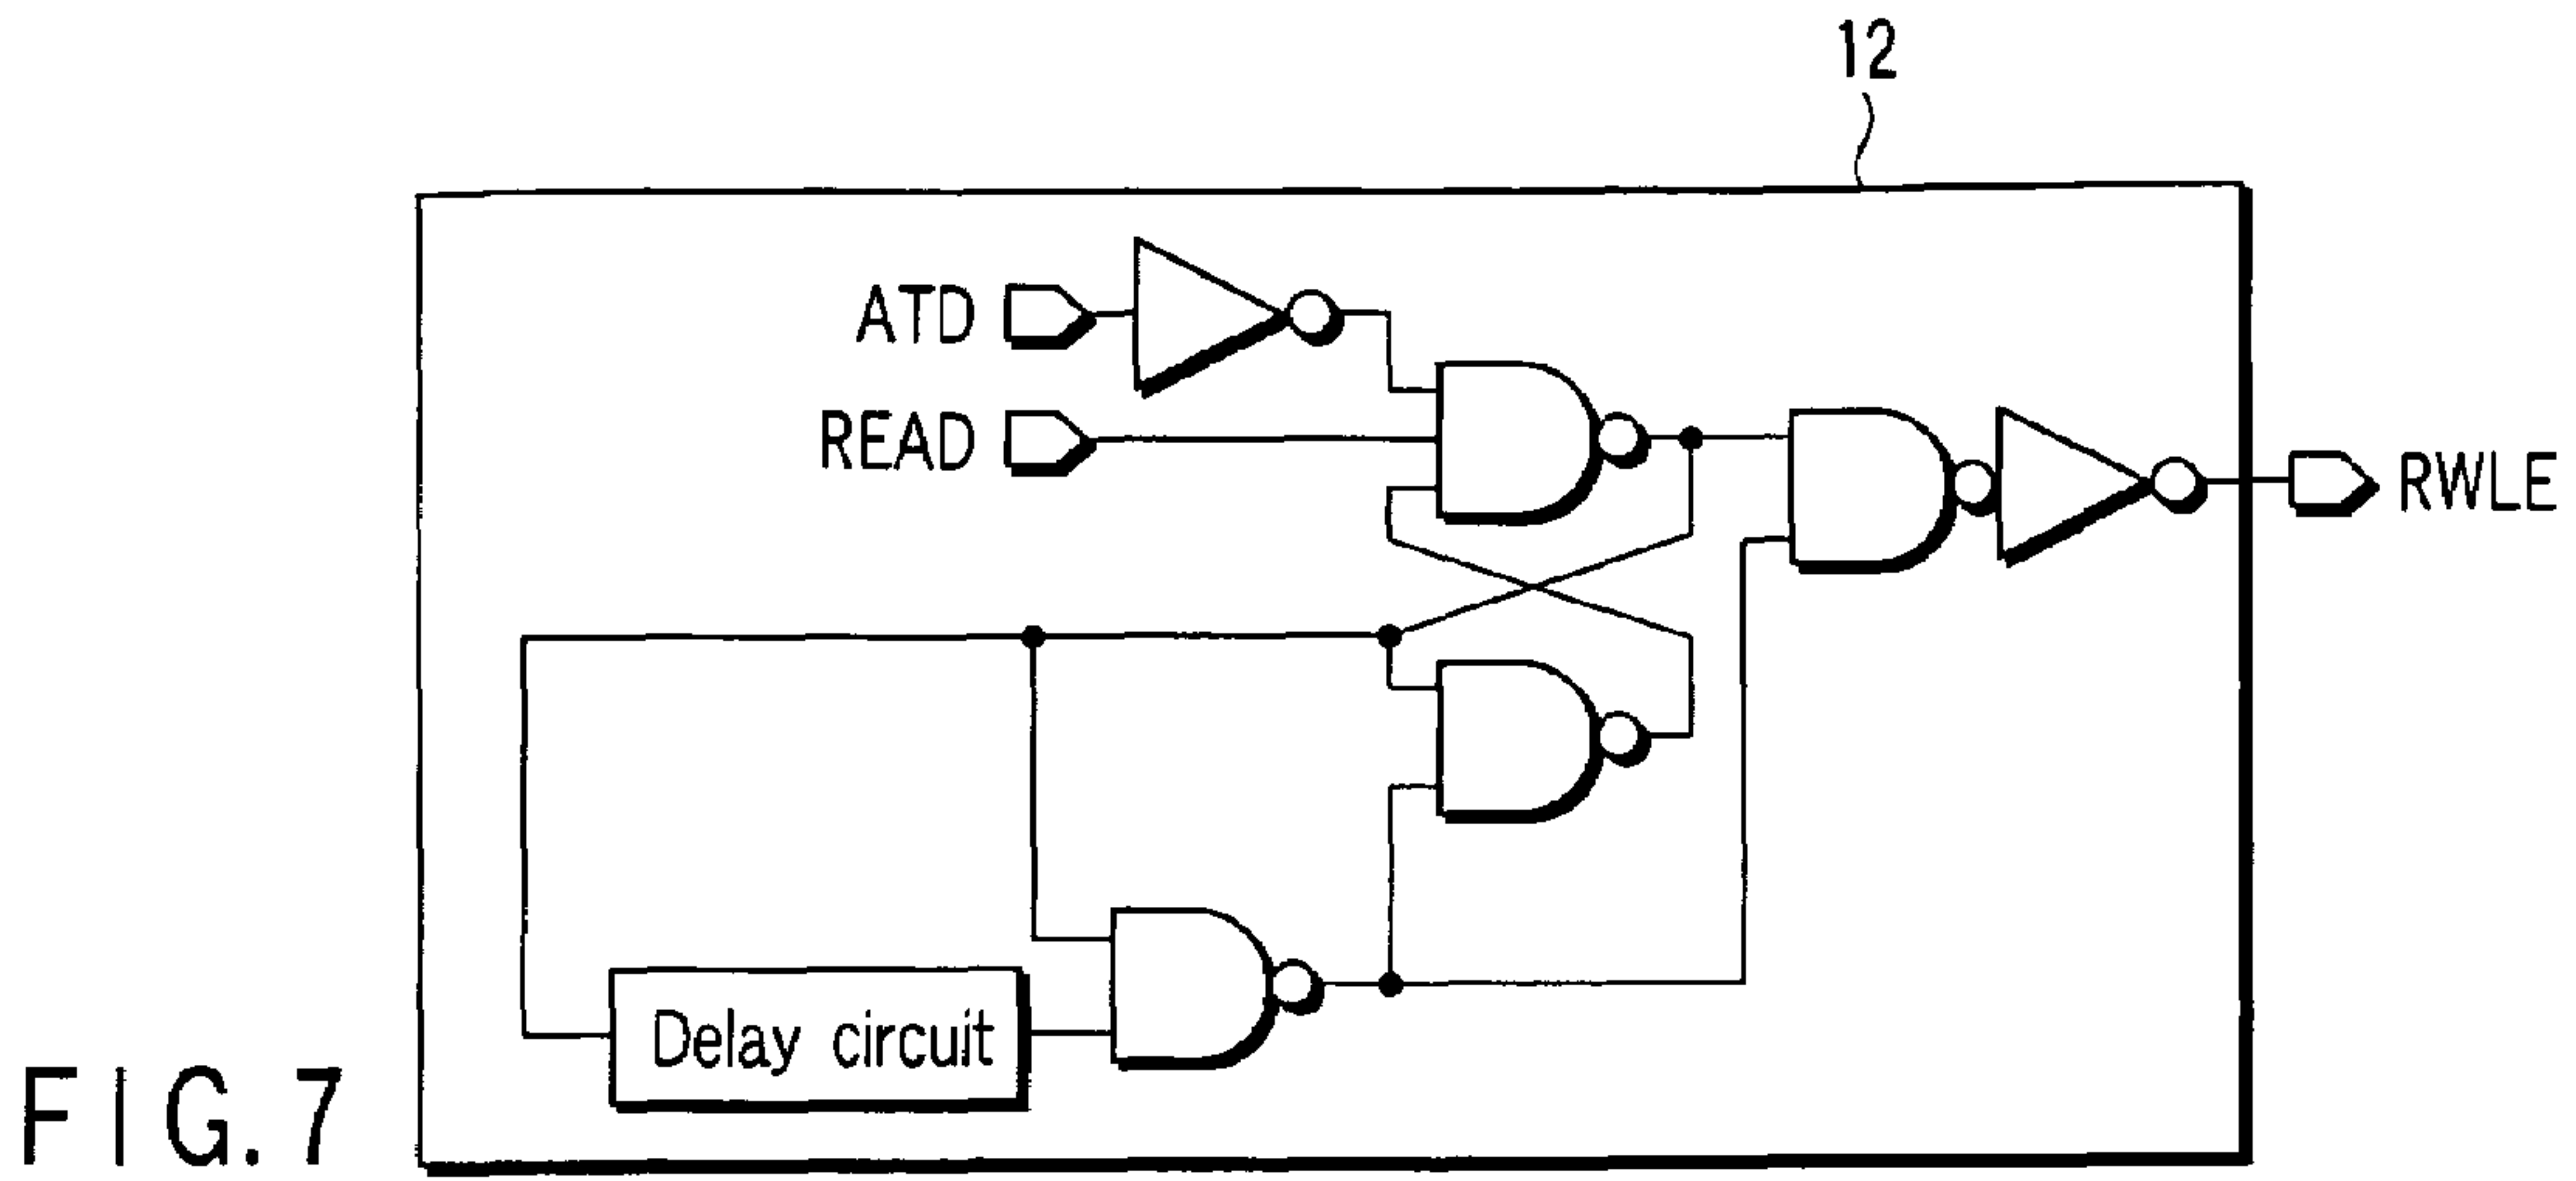 12
ATD
READ
RWLE
Delay circuit
FIG. 7